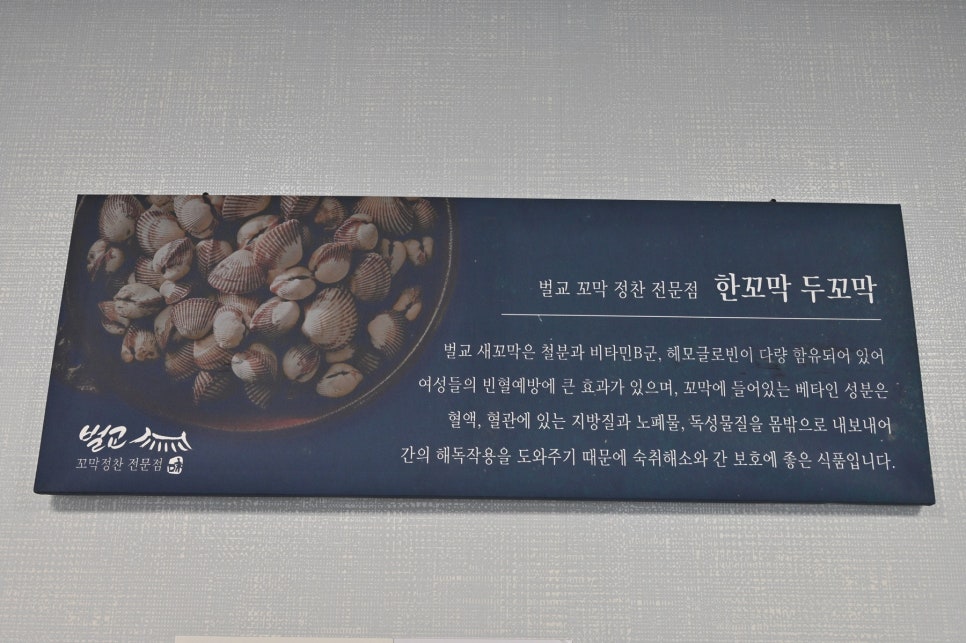 벌교 꼬막 정찬 전문점 한꼬막 두꼬막
벌교 새꼬막은 철분과 비타민B군, 헤모글로빈이 다량 함유되어 있어
여성들의 빈혈예방에 큰 효과가 있으며, 꼬막에 들어있는 베타인 성분은
혈액, 혈관에 있는 지방질과 노폐물, 독성물질을 몸밖으로 내보내어
간의 해독작용을 도와주기 때문에 숙취해소와 간 보호에 좋은 식품입니다.
벌교
꼬막정찬 전문점